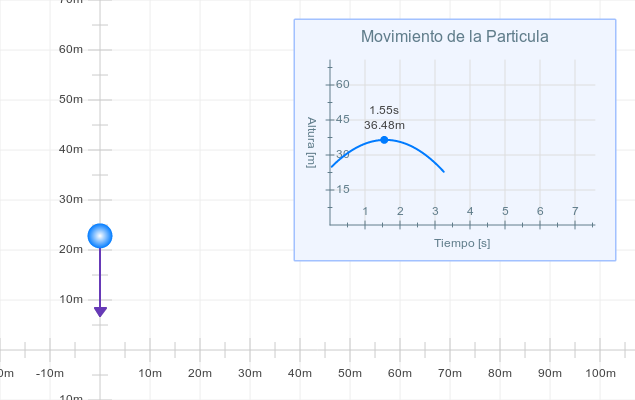 70m
60m
50m
40m
30m
20m
10m
10m
-10m
10m
20m
30m
40m
50m
60m
70m
80m
90m
100m
Movimiento de la Particula
1.55s
36.48m
60
45
30
15
Altura [m]
1
2
3
4
5
6
7
Tiempo [s]